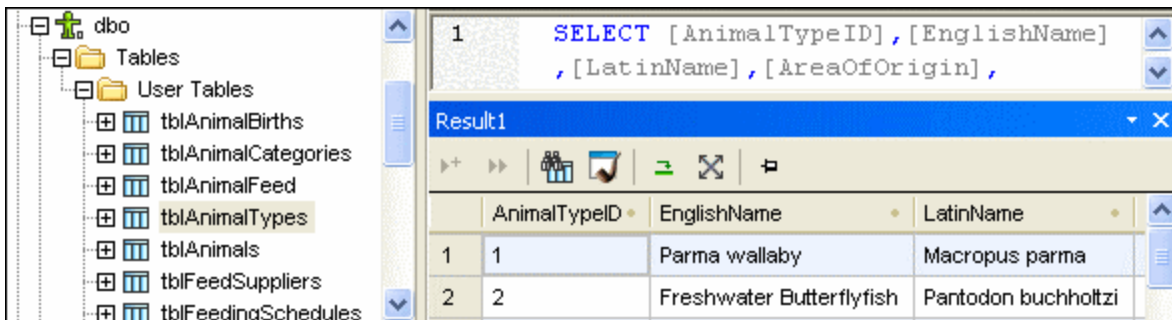 dbo
Tables
User Tables
tblAnimalBirths
tblAnimalCategories
tblAnimalFeed
tblAnimalTypes
tblAnimals
tblFeedSuppliers
tblFeedingSchedules
1 SELECT [AnimalTypeID],[EnglishName]
,[LatinName],[AreaOfOrigin],
Result1
AnimalTypeID EnglishName LatinName
1 1 Parma wallaby Macropus parma
2 2 Freshwater Butterflyfish Pantodon buchholtzi